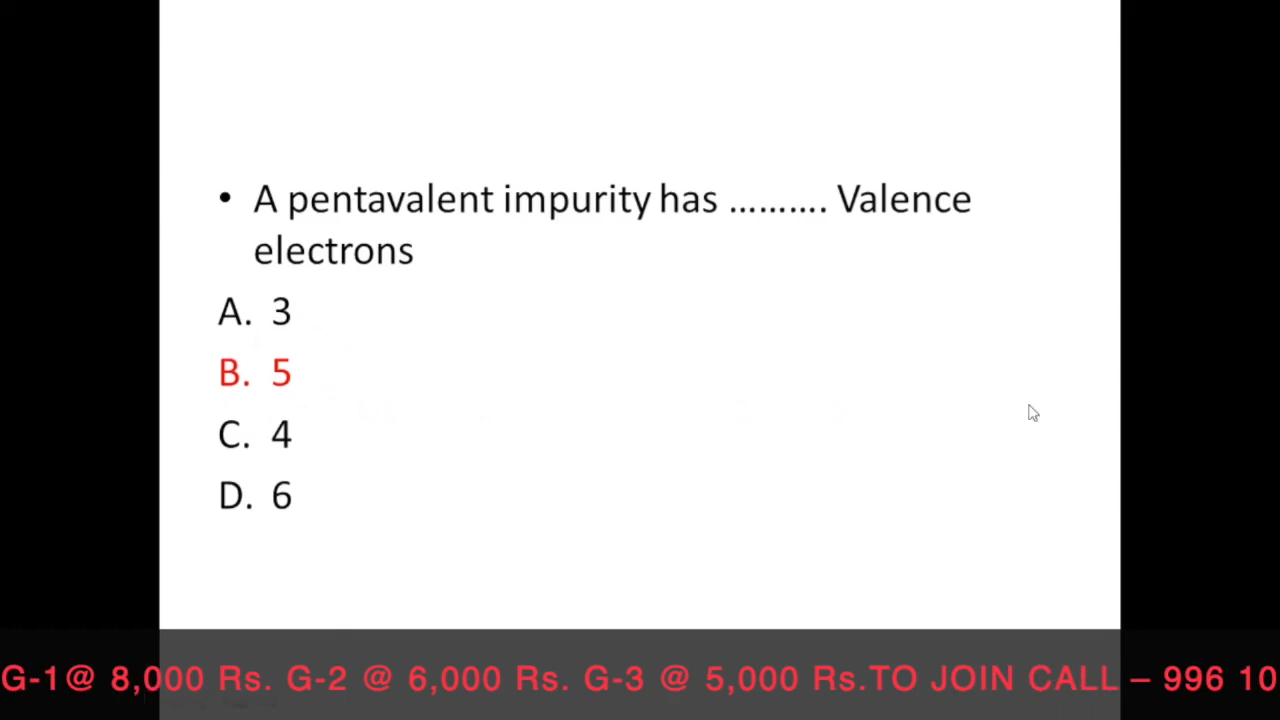 • A pentavalent impurity has .......... Valence
electrons
A. 3
B. 5
C. 4
D. 6
G-1@ 8,000 Rs. G-2 @ 6,000 Rs. G-3 @ 5,000 Rs.TO JOIN CALL – 996 10